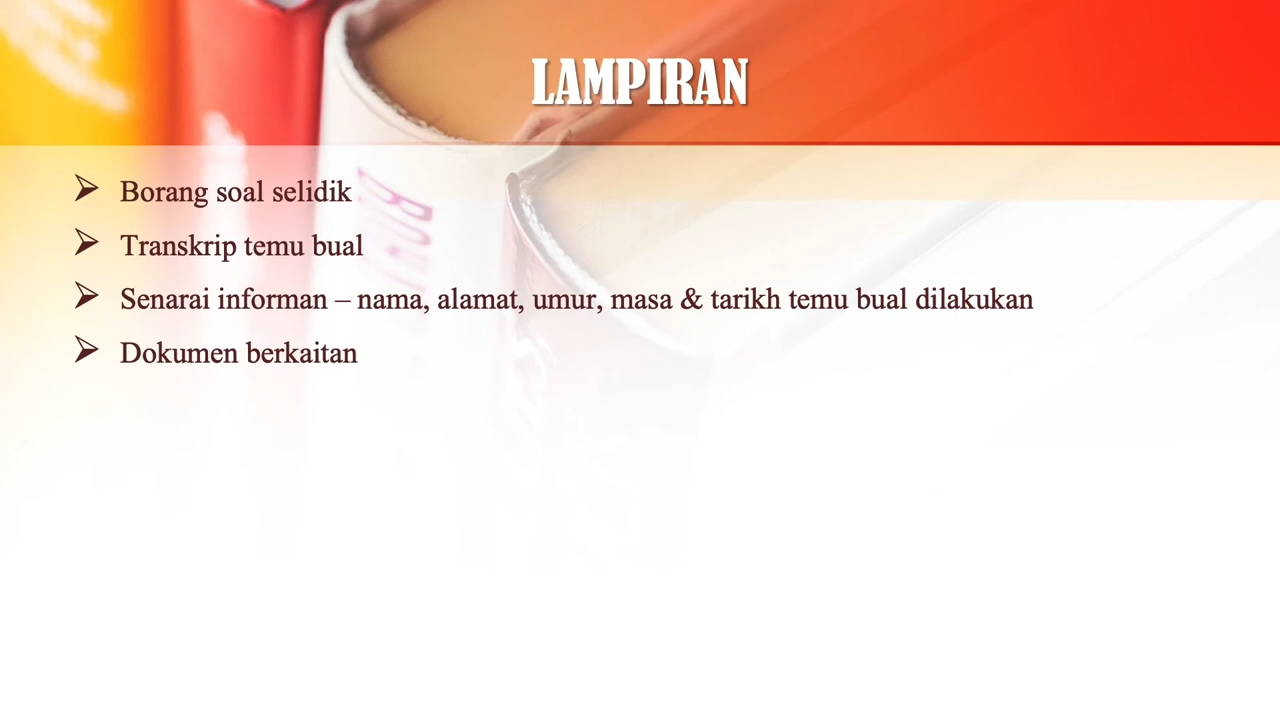 LAMPIRAN
Borang soal selidik
Transkrip temu bual
Senarai informan – nama, alamat, umur, masa & tarikh temu bual dilakukan
Dokumen berkaitan